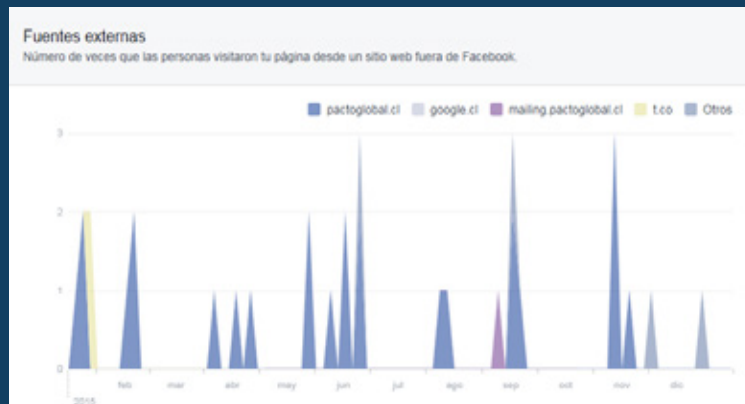 Fuentes externas
Número de veces que las personas visitaron tu página desde un sitio web fuera de Facebook.
pactoglobal.cl google.cl mailing.pactoglobal.cl t.co Otros
3
2
1
0
feb mar abr may jun jul ago sep oct nov dic